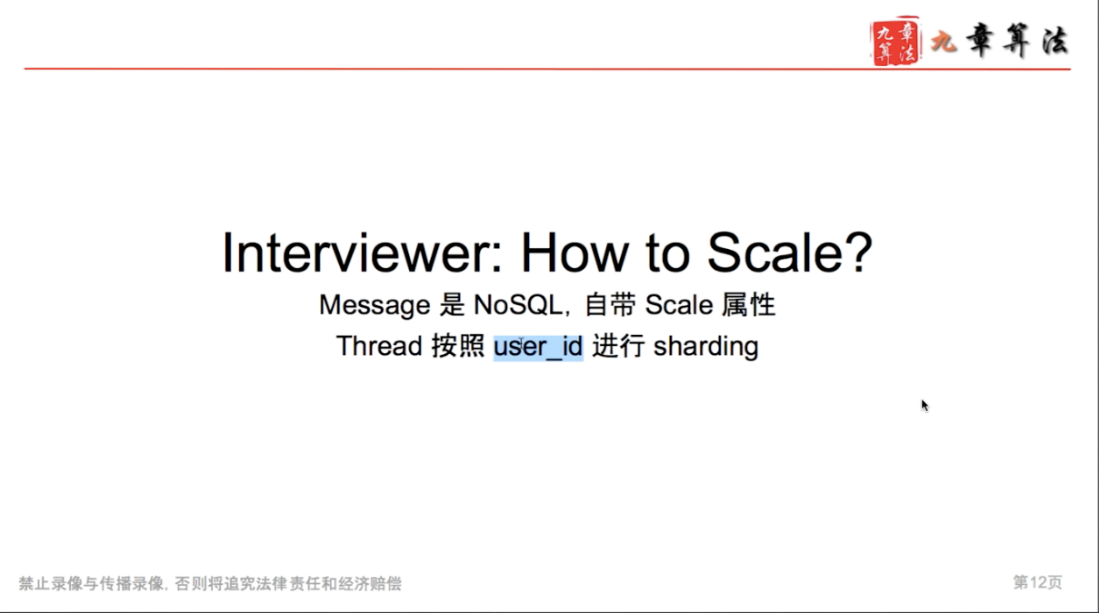 九章算法
九章算法
Interviewer: How to Scale?
Message 是 NoSQL, 自带 Scale 属性
Thread 按照 user_id 进行 sharding
禁止录像与传播录像, 否则将追究法律责任和经济赔偿
第12页